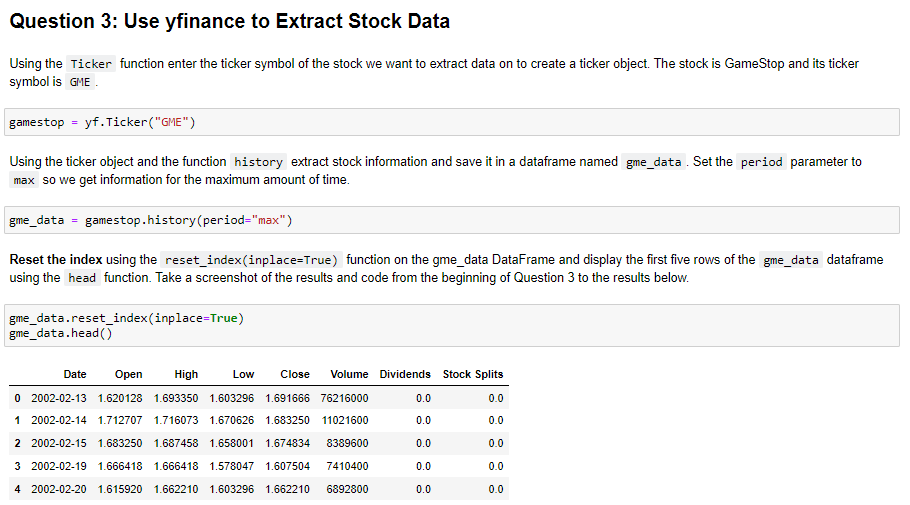 Question 3: Use yfinance to Extract Stock Data
Using the Ticker function enter the ticker symbol of the stock we want to extract data on to create a ticker object. The stock is GameStop and its ticker
symbol is GME .
gamestop = yf.Ticker("GME")
Using the ticker object and the function history extract stock information and save it in a dataframe named gme_data . Set the period parameter to
max so we get information for the maximum amount of time.
gme_data = gamestop.history(period="max")
Reset the index using the reset_index(inplace=True) function on the gme_data DataFrame and display the first five rows of the gme_data dataframe
using the head function. Take a screenshot of the results and code from the beginning of Question 3 to the results below.
gme_data.reset_index(inplace=True)
gme_data.head()
Date Open High Low Close Volume Dividends Stock Splits
0 2002-02-13 1.620128 1.693350 1.603296 1.691666 76216000 0.0 0.0
1 2002-02-14 1.712707 1.716073 1.670626 1.683250 11021600 0.0 0.0
2 2002-02-15 1.683250 1.687458 1.658001 1.674834 8389600 0.0 0.0
3 2002-02-19 1.666418 1.666418 1.578047 1.607504 7410400 0.0 0.0
4 2002-02-20 1.615920 1.662210 1.603296 1.662210 6892800 0.0 0.0